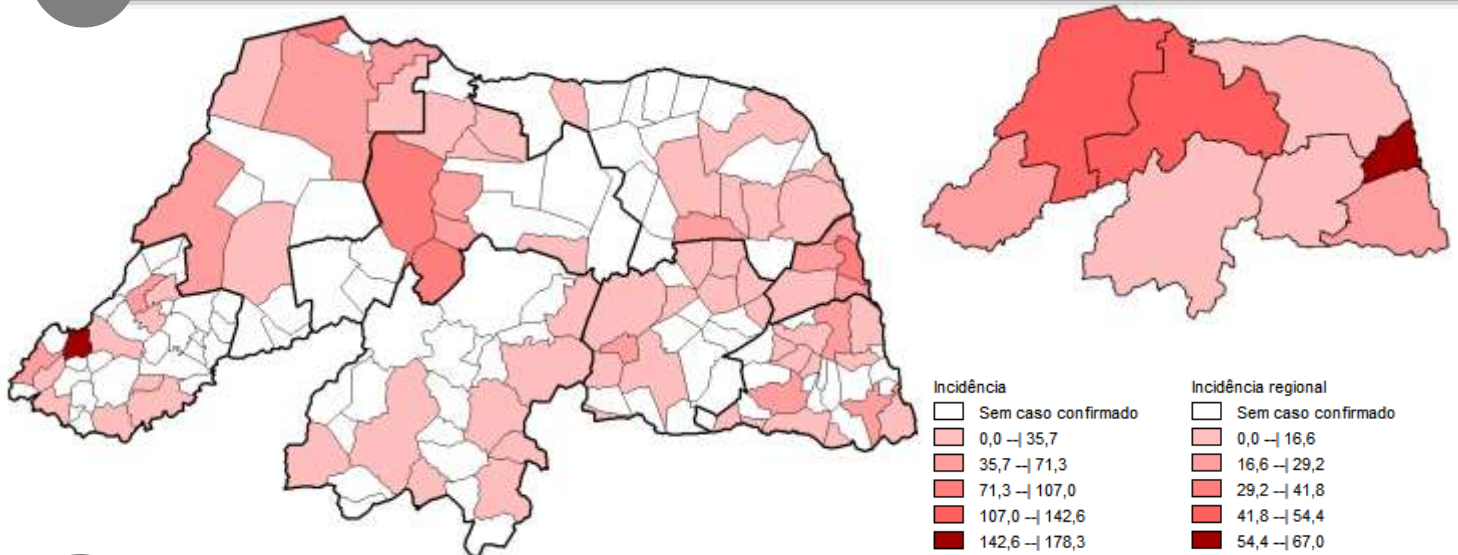 Incidência
Sem caso confirmado
0,0 --| 35,7
35,7 --| 71,3
71,3 --| 107,0
107,0 --| 142,6
142,6 --| 178,3
Incidência regional
Sem caso confirmado
0,0 --| 16,6
16,6 --| 29,2
29,2 --| 41,8
41,8 --| 54,4
54,4 --| 67,0